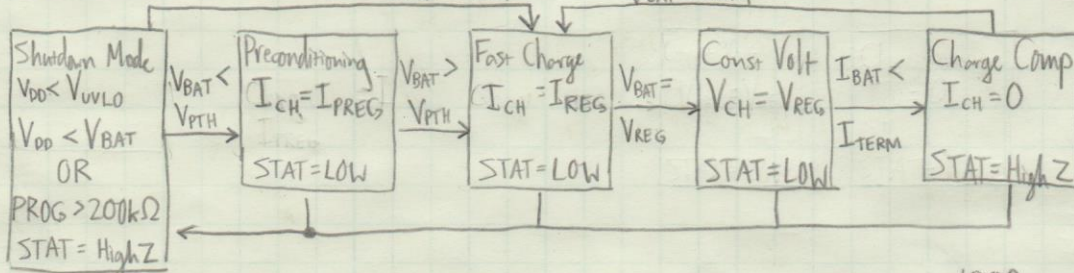 Shutdown Mode
VDD < VUVLO
VDD < VBAT
OR
PROG > 200kΩ
STAT = High Z
VBAT <
VPTH
Preconditioning
ICH = IPREG
STAT = LOW
VBAT >
VPTH
Fast Charge
ICH = IREG
STAT = LOW
VBAT =
VREG
Const Volt
VCH = VREG
STAT = LOW
IBAT <
ITERM
Charge Comp
ICH = 0
STAT = High Z